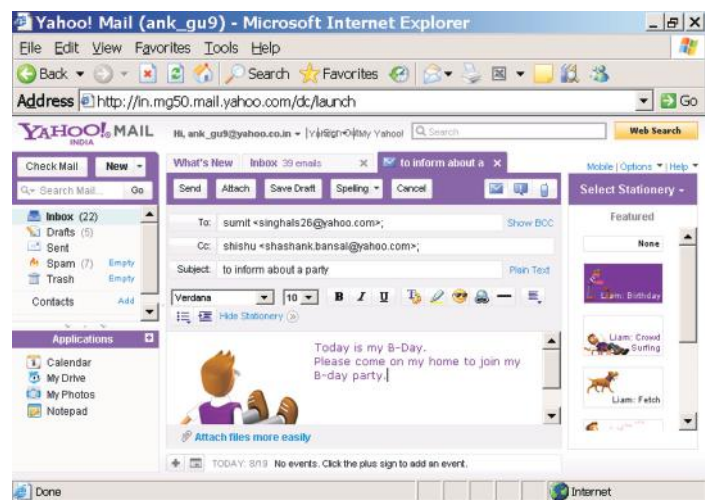 Yahoo! Mail (ank_gu9) - Microsoft Internet Explorer
File Edit View Favorites Tools Help
Back Search Favorites
Address http://in.mg50.mail.yahoo.com/dc/launch Go
YAHOO! MAIL
INDIA
Hi, ank_gu9@yahoo.co.in My Yahoo! Search Web Search
Check Mail New
What's New Inbox 39 emails x to inform about a x
Mobile | Options | Help
Search Mail... Go
Send Attach Save Draft Spelling Cancel
Select Stationery
Inbox (22)
Drafts (5)
Sent
Spam (7) Empty
Trash Empty
Contacts Add
To: sumit <singhals26@yahoo.com>; Show BCC
Cc: shishu <shashank.bansal@yahoo.com>;
Subject: to inform about a party Plain Text
Verdana 10 B I U
Hide Stationery
Featured
None
Liam: Birthday
Liam: Crowd Surfing
Liam: Fetch
Applications
Calendar
My Drive
My Photos
Notepad
Today is my B-Day.
Please come on my home to join my
B-day party.
Attach files more easily
TODAY: 8/19 No events. Click the plus sign to add an event.
Done Internet